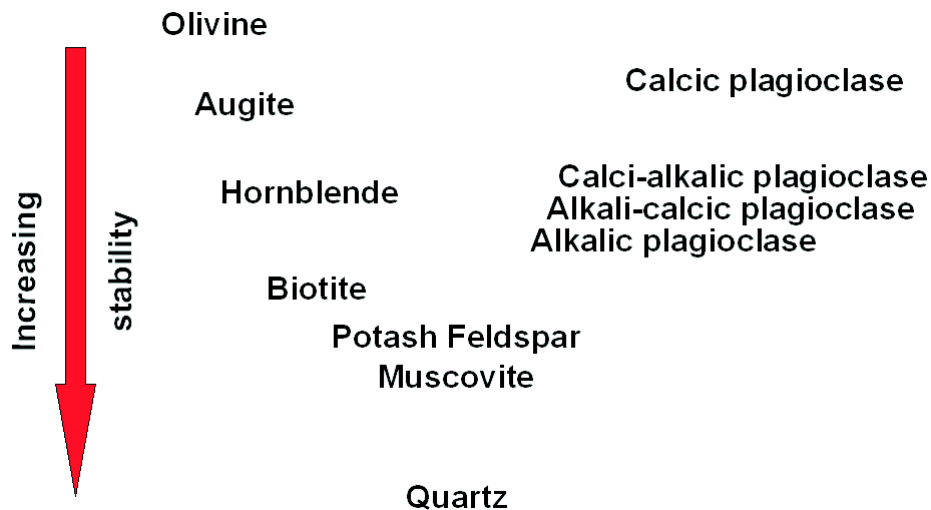 Olivine
Calcic plagioclase
Augite
Calci-alkalic plagioclase
Hornblende
Alkali-calcic plagioclase
Alkalic plagioclase
Increasing
stability
Biotite
Potash Feldspar
Muscovite
Quartz